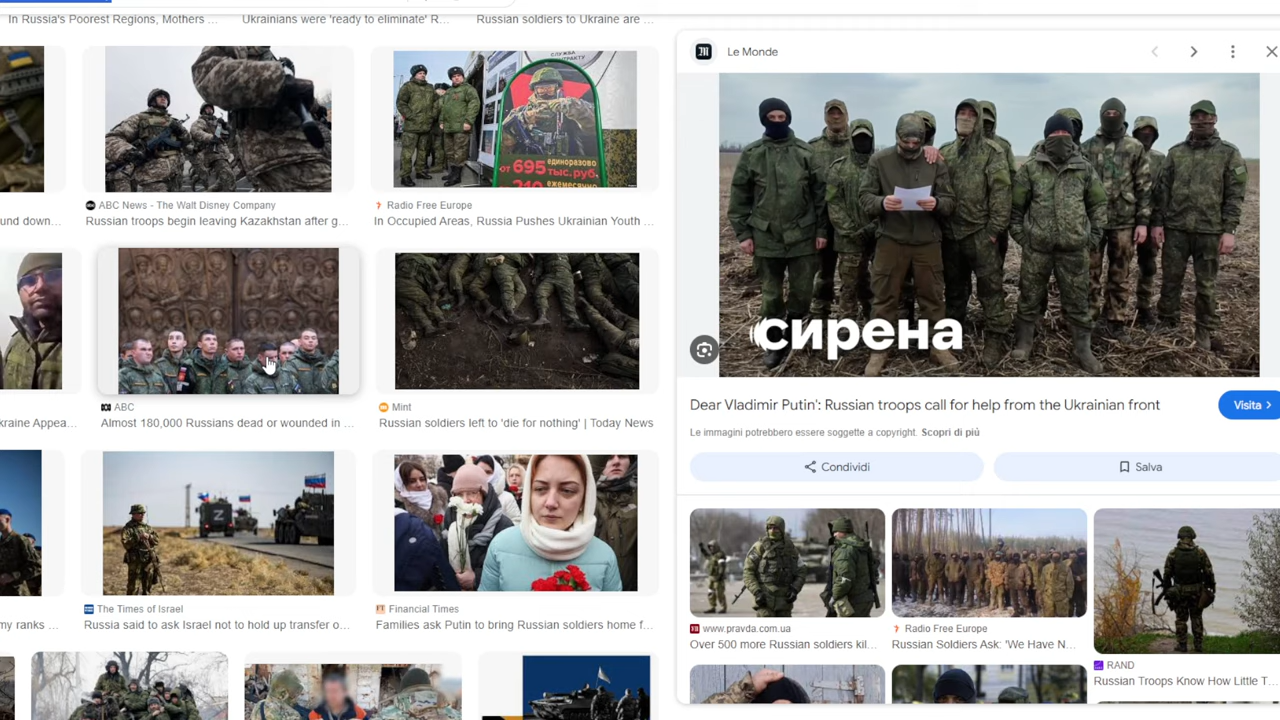 In Russia's Poorest Regions, Mothers ...
Ukrainians were 'ready to eliminate' R...
Russian soldiers to Ukraine are ...
СЛУЖБА
КОНТРАКТУ
единоразово
от 695 тыс.руб.
210 ежемесячно
und down...
ABC News - The Walt Disney Company
Russian troops begin leaving Kazakhstan after g...
Radio Free Europe
In Occupied Areas, Russia Pushes Ukrainian Youth ...
kraine Appea...
ABC
Almost 180,000 Russians dead or wounded in ...
Mint
Russian soldiers left to 'die for nothing' | Today News
Z
my ranks ...
The Times of Israel
Russia said to ask Israel not to hold up transfer o...
Financial Times
Families ask Putin to bring Russian soldiers home f...
Le Monde
сирена
Dear Vladimir Putin': Russian troops call for help from the Ukrainian front
Visita
Le immagini potrebbero essere soggette a copyright. Scopri di più
Condividi
Salva
www.pravda.com.ua
Over 500 more Russian soldiers kil...
Radio Free Europe
Russian Soldiers Ask: 'We Have N...
RAND
Russian Troops Know How Little T...